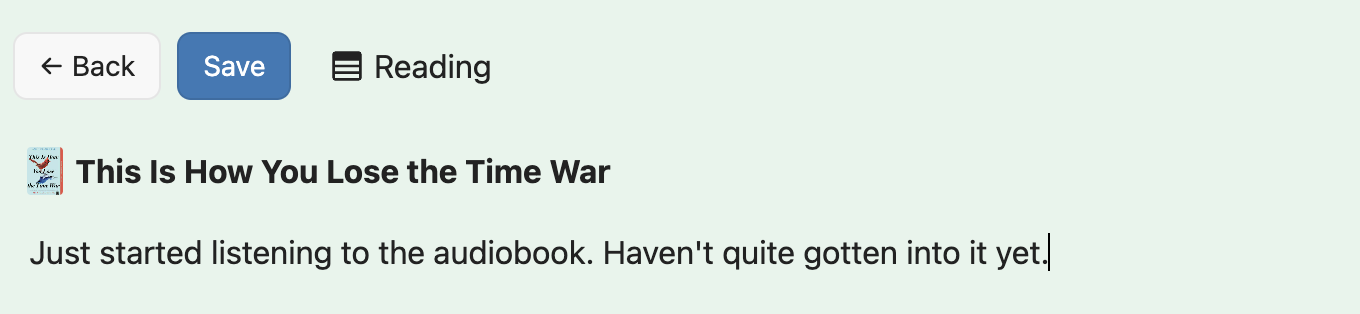 ← Back Save Reading
This Is How You Lose the Time War
Just started listening to the audiobook. Haven't quite gotten into it yet.